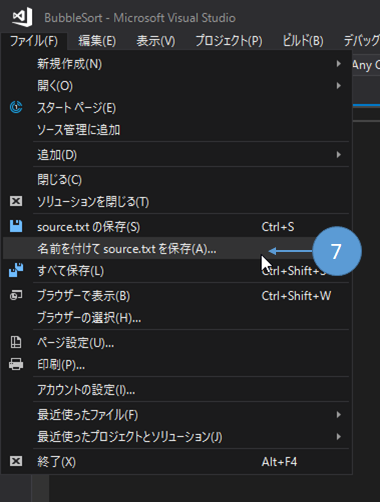 BubbleSort - Microsoft Visual Studio
ファイル(F) 編集(E) 表示(V) プロジェクト(P) ビルド(B) デバッグ
Any C
新規作成(N)
開く(O)
スタート ページ(E)
ソース管理に追加
追加(D)
閉じる(C)
ソリューションを閉じる(T)
source.txt の保存(S) Ctrl+S
名前を付けて source.txt を保存(A)... 7
すべて保存(L) Ctrl+Shift+S
ブラウザーで表示(B) Ctrl+Shift+W
ブラウザーの選択(H)...
ページ設定(U)...
印刷(P)...
アカウントの設定(I)...
最近使ったファイル(F)
最近使ったプロジェクトとソリューション(J)
終了(X) Alt+F4